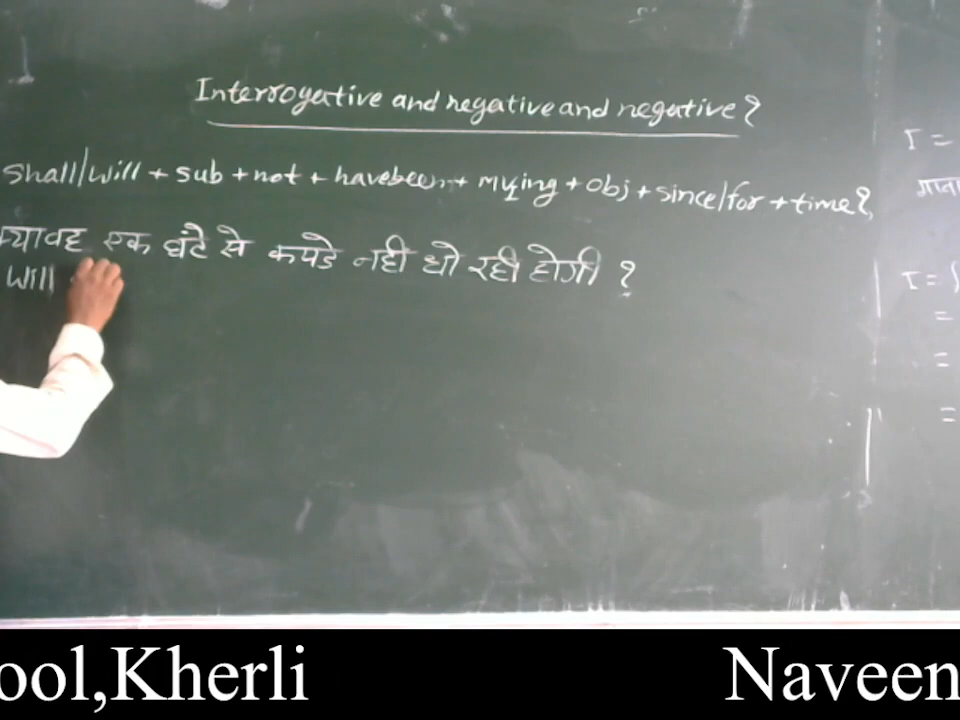 Interrogative and negative and negative?
Shall/Will + sub + not + havebeen + Mving + Obj + since/for + time?
क्या वह एक घंटे से कपडे नही धो रही होगी ?
Will
I =
I =
=
=
=
ool,Kherli Naveen